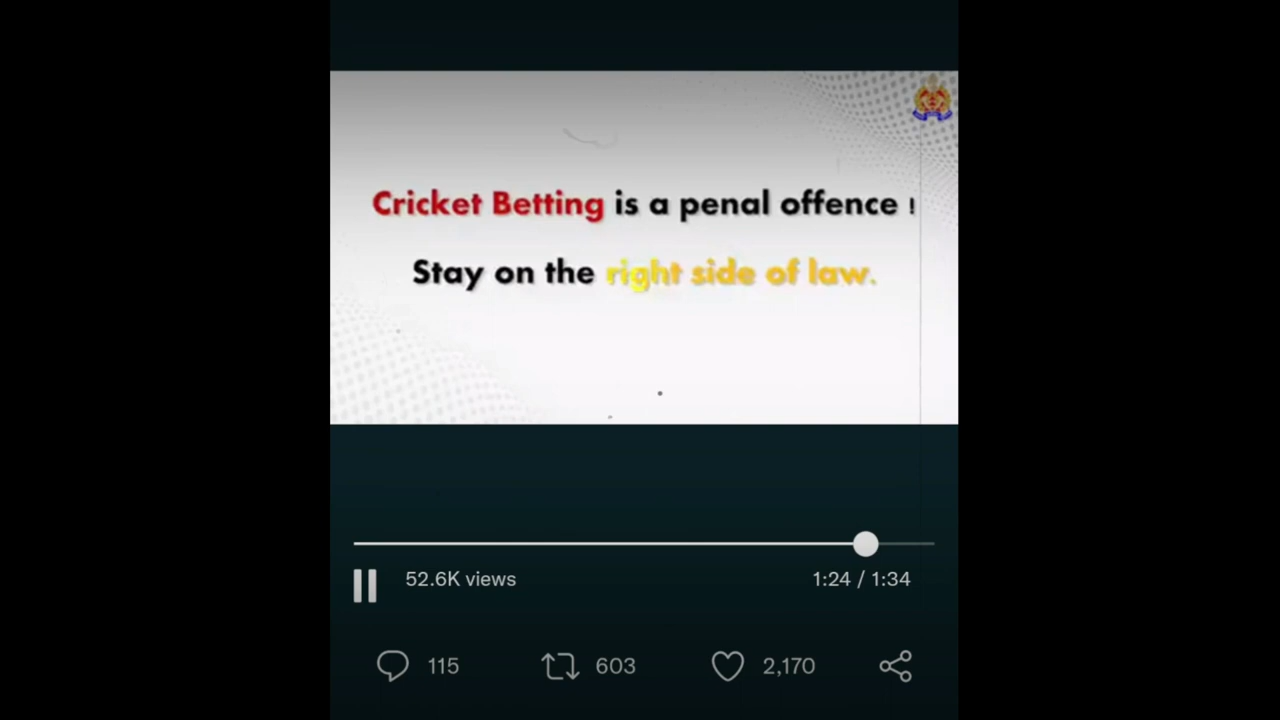 Cricket Betting is a penal offence !
Stay on the right side of law.
52.6K views
1:24 / 1:34
115
603
2,170